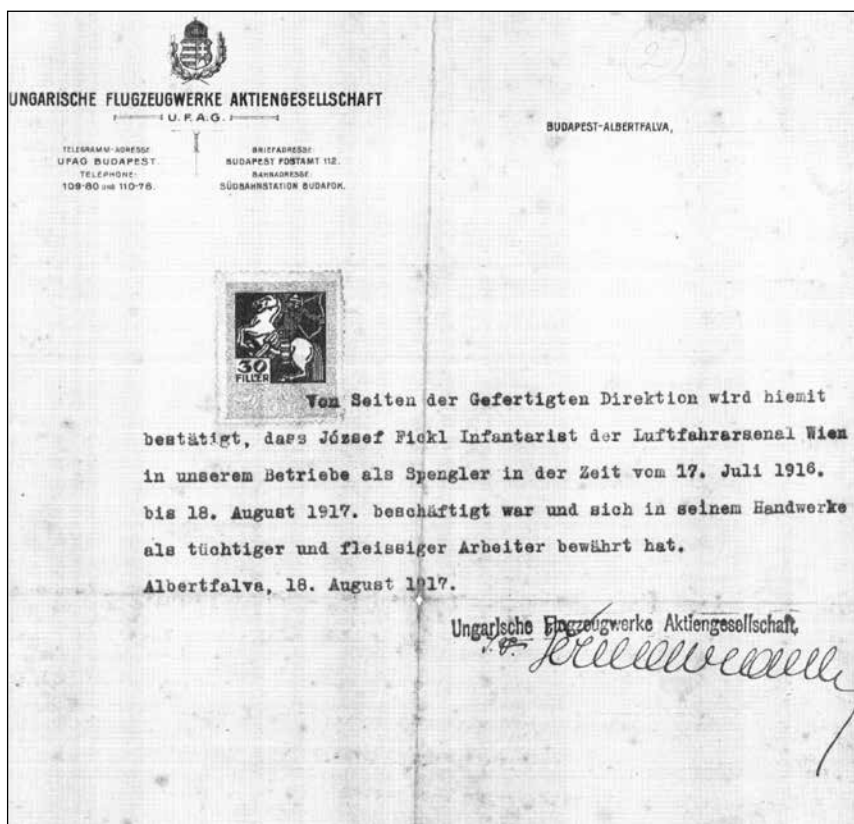 2
UNGARISCHE FLUGZEUGWERKE AKTIENGESELLSCHAFT
U. F. A. G.
TELEGRAMM-ADRESSE
UFAG BUDAPEST.
TELEPHONE:
109-80 und 110-76.
BRIEFADRESSE:
BUDAPEST POSTAMT 112.
BAHNADRESSE:
SÜDBAHNSTATION BUDAFOK.
BUDAPEST-ALBERTFALVA,
30
FILLÉR
Von Seiten der Gefertigten Direktion wird hiemit
bestätigt, dass József Fickl Infantarist der Luftfahrarsenal Wien
in unserem Betriebe als Spengler in der Zeit vom 17. Juli 1916.
bis 18. August 1917. beschäftigt war und sich in seinem Handwerke
als tüchtiger und fleissiger Arbeiter bewährt hat.
Albertfalva, 18. August 1917.
Ungarische Flugzeugwerke Aktiengesellschaft,